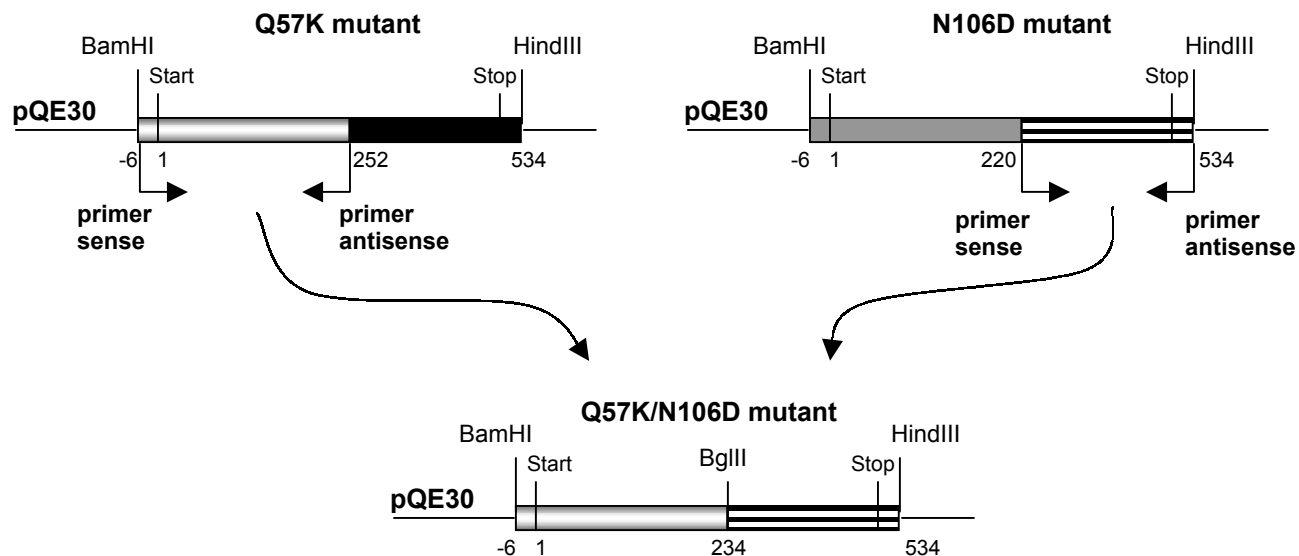 Q57K mutant
BamHI
HindIII
Start
Stop
pQE30
-6 1 252 534
primer sense
primer antisense
N106D mutant
BamHI
HindIII
Start
Stop
pQE30
-6 1 220 534
primer sense
primer antisense
Q57K/N106D mutant
BamHI
BglII
HindIII
Start
Stop
pQE30
-6 1 234 534